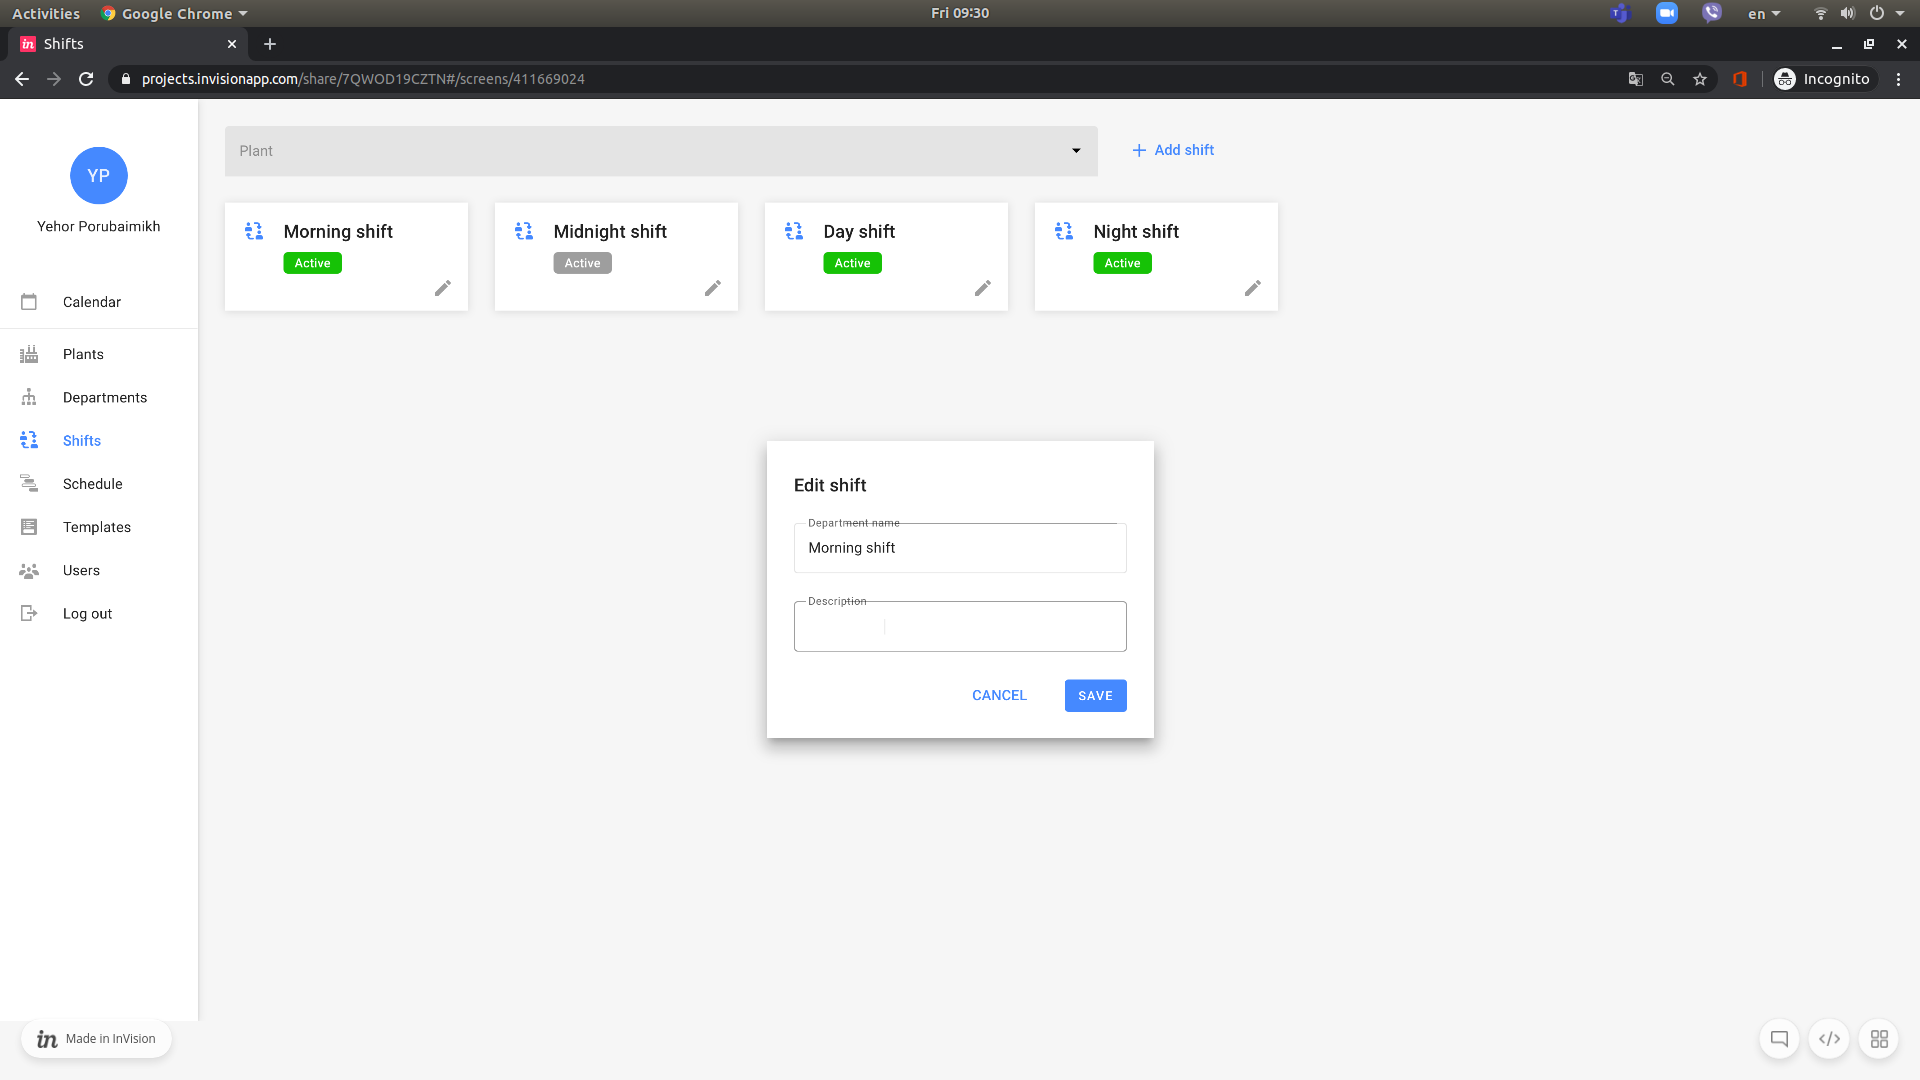 Activities
Google Chrome
Fri 09:30
en
in Shifts
projects.invisionapp.com/share/7QWOD19CZTN#/screens/411669024
Incognito
YP
Yehor Porubaimikh
Calendar
Plants
Departments
Shifts
Schedule
Templates
Users
Log out
Plant
Add shift
Morning shift
Active
Midnight shift
Active
Day shift
Active
Night shift
Active
Edit shift
Department name
Morning shift
Description
CANCEL
SAVE
in Made in InVision